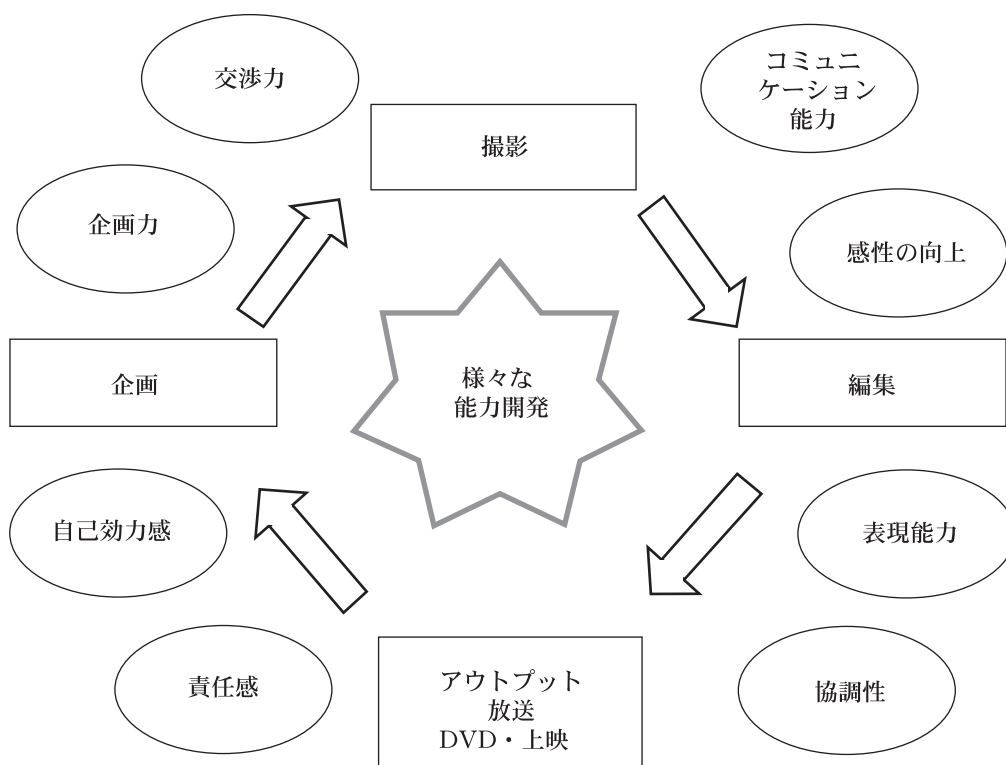 交渉力
コミュニ
ケーション
能力
撮影
企画力
感性の向上
企画
様々な
能力開発
編集
自己効力感
表現能力
責任感
アウトプット
放送
DVD・上映
協調性